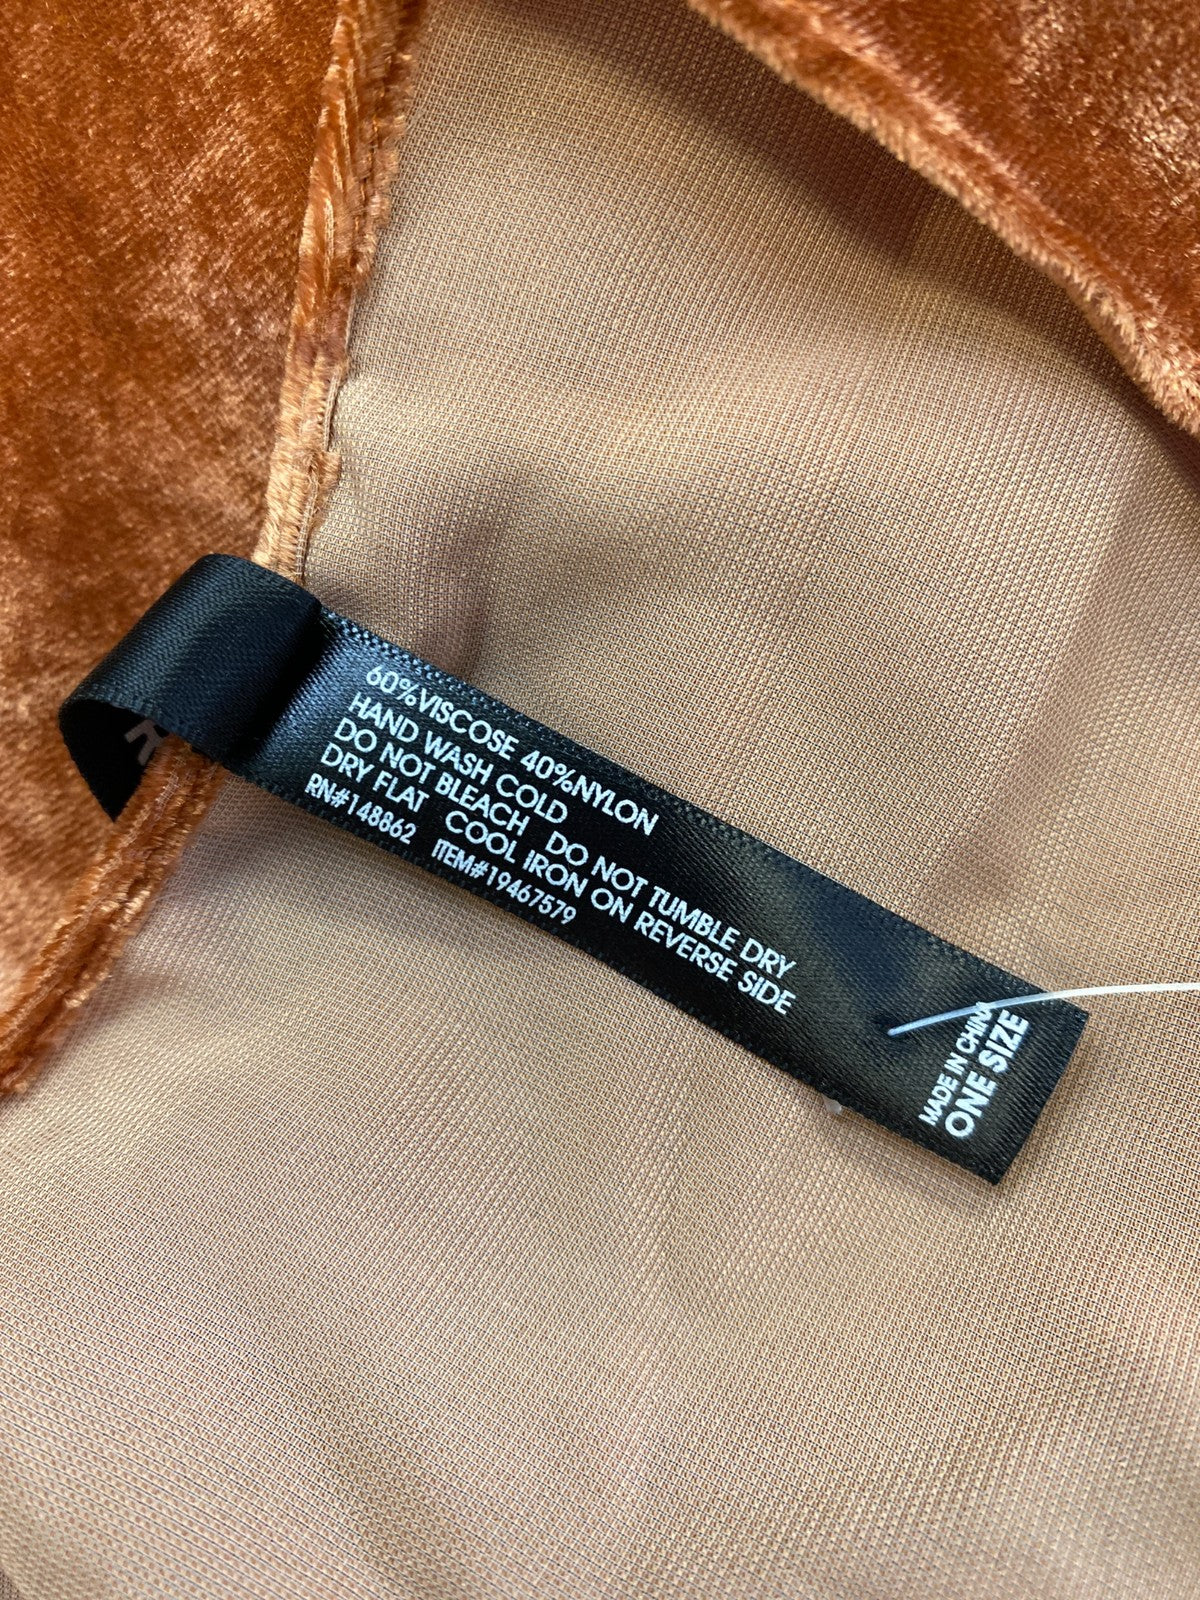 60%VISCOSE 40%NYLON
HAND WASH COLD
DO NOT BLEACH DO NOT TUMBLE DRY
DRY FLAT COOL IRON ON REVERSE SIDE
RN#148862 ITEM#19467579
MADE IN CHINA
ONE SIZE